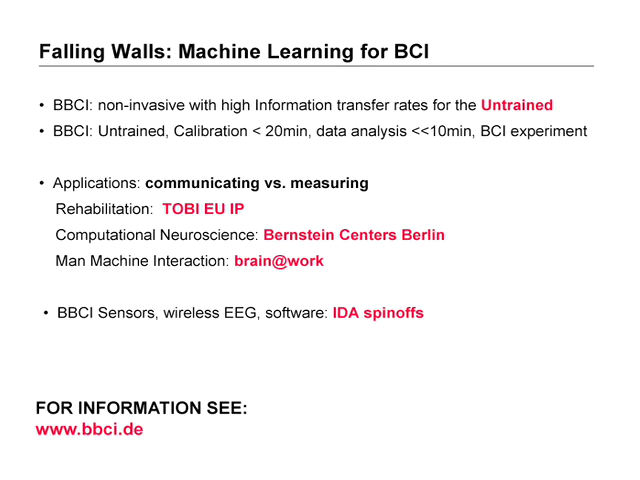 Falling Walls: Machine Learning for BCI
• BBCI: non-invasive with high Information transfer rates for the Untrained
• BBCI: Untrained, Calibration < 20min, data analysis <<10min, BCI experiment
• Applications: communicating vs. measuring
Rehabilitation: TOBI EU IP
Computational Neuroscience: Bernstein Centers Berlin
Man Machine Interaction: brain@work
• BBCI Sensors, wireless EEG, software: IDA spinoffs
FOR INFORMATION SEE:
www.bbci.de